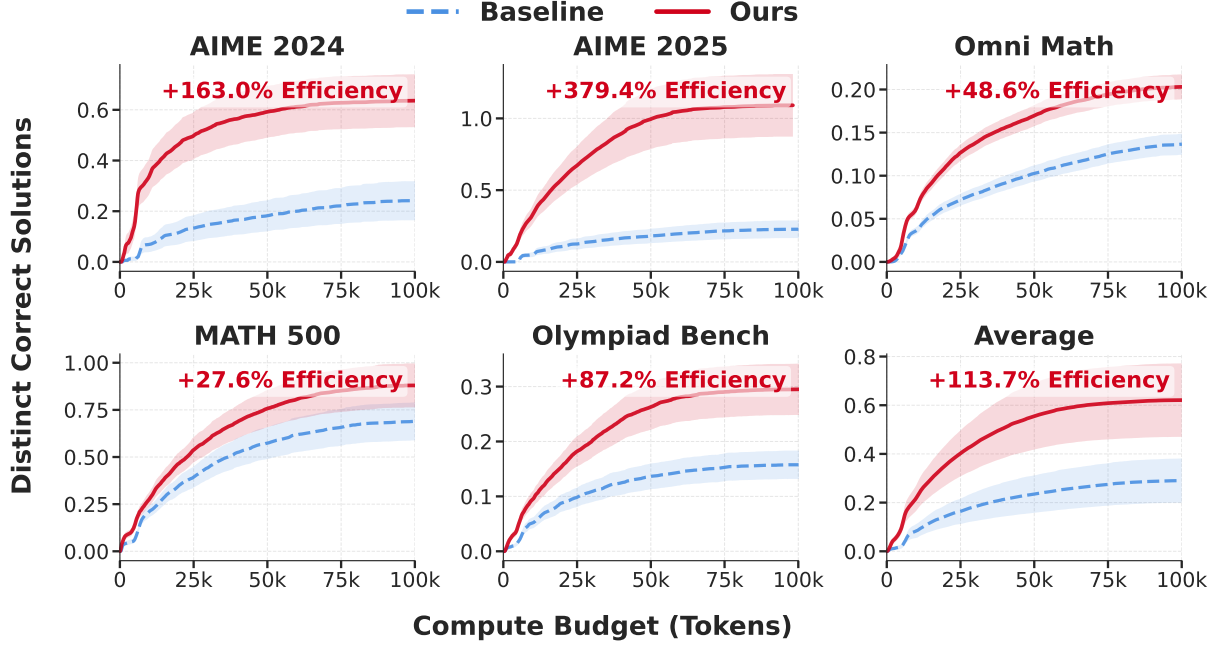 Baseline Ours
AIME 2024
+163.0% Efficiency
0.6
0.4
0.2
0.0
0 25k 50k 75k 100k
AIME 2025
+379.4% Efficiency
1.0
0.5
0.0
0 25k 50k 75k 100k
Omni Math
+48.6% Efficiency
0.20
0.15
0.10
0.05
0.00
0 25k 50k 75k 100k
Distinct Correct Solutions
MATH 500
+27.6% Efficiency
1.00
0.75
0.50
0.25
0.00
0 25k 50k 75k 100k
Olympiad Bench
+87.2% Efficiency
0.3
0.2
0.1
0.0
0 25k 50k 75k 100k
Average
+113.7% Efficiency
0.8
0.6
0.4
0.2
0.0
0 25k 50k 75k 100k
Compute Budget (Tokens)